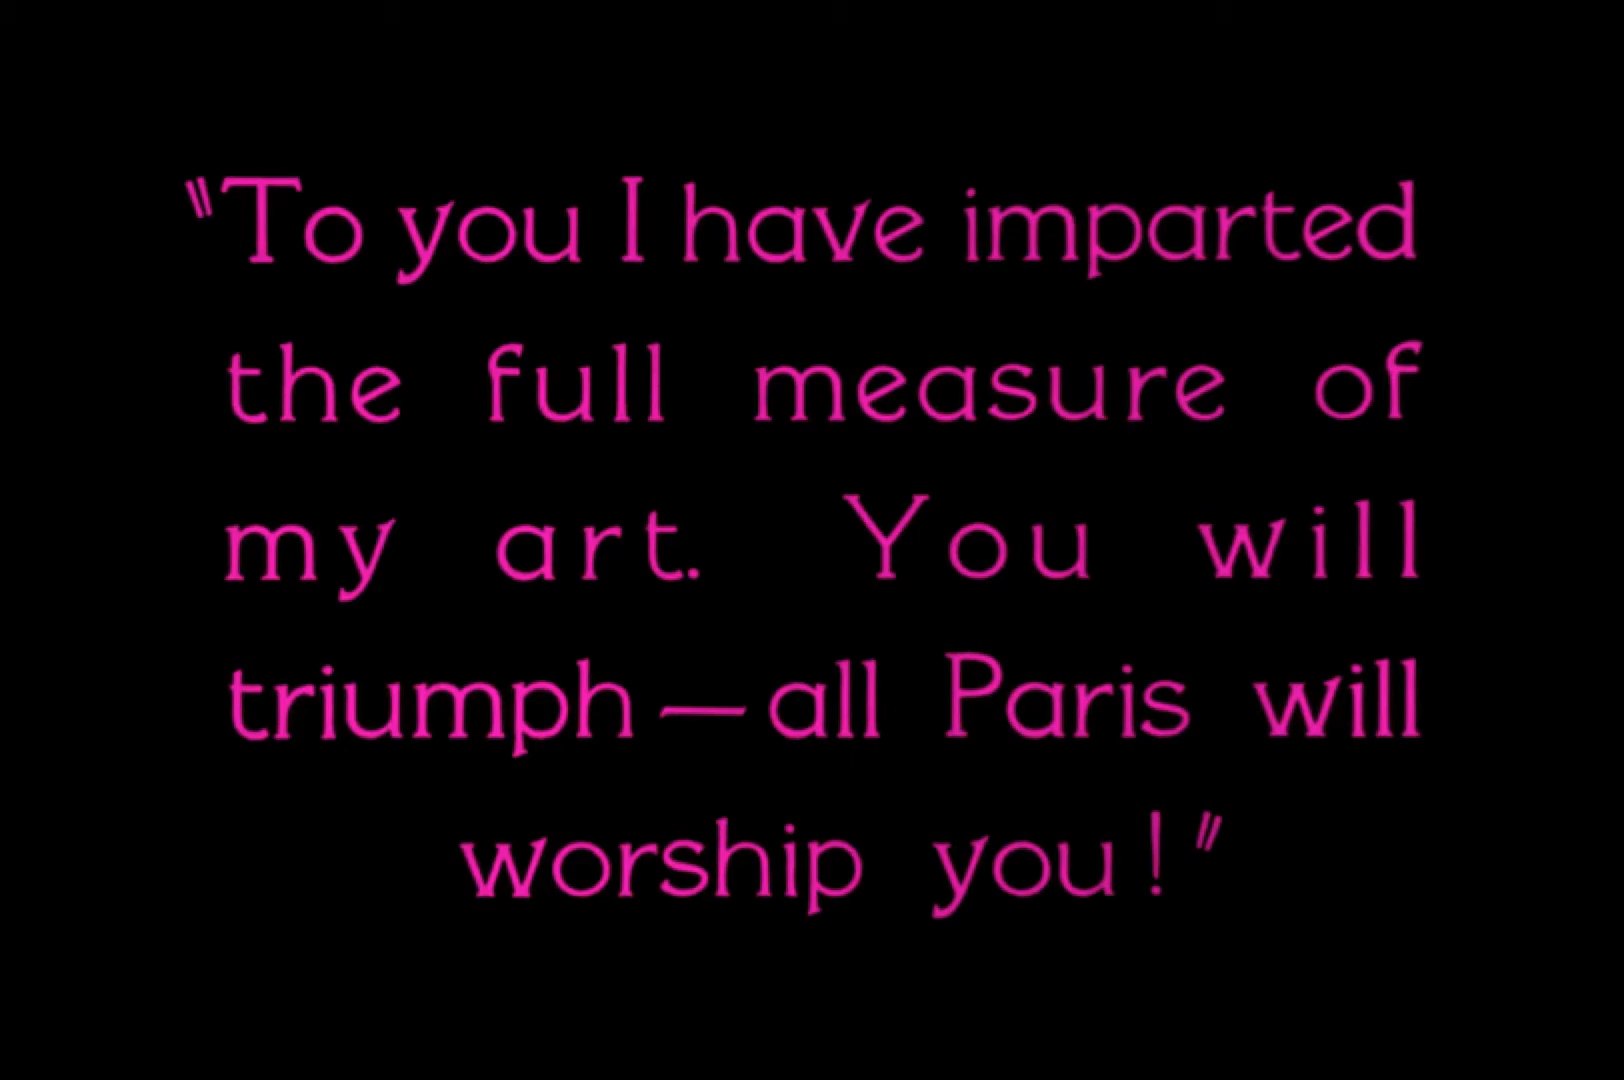 "To you I have imparted
the full measure of
my art. You will
triumph—all Paris will
worship you!"